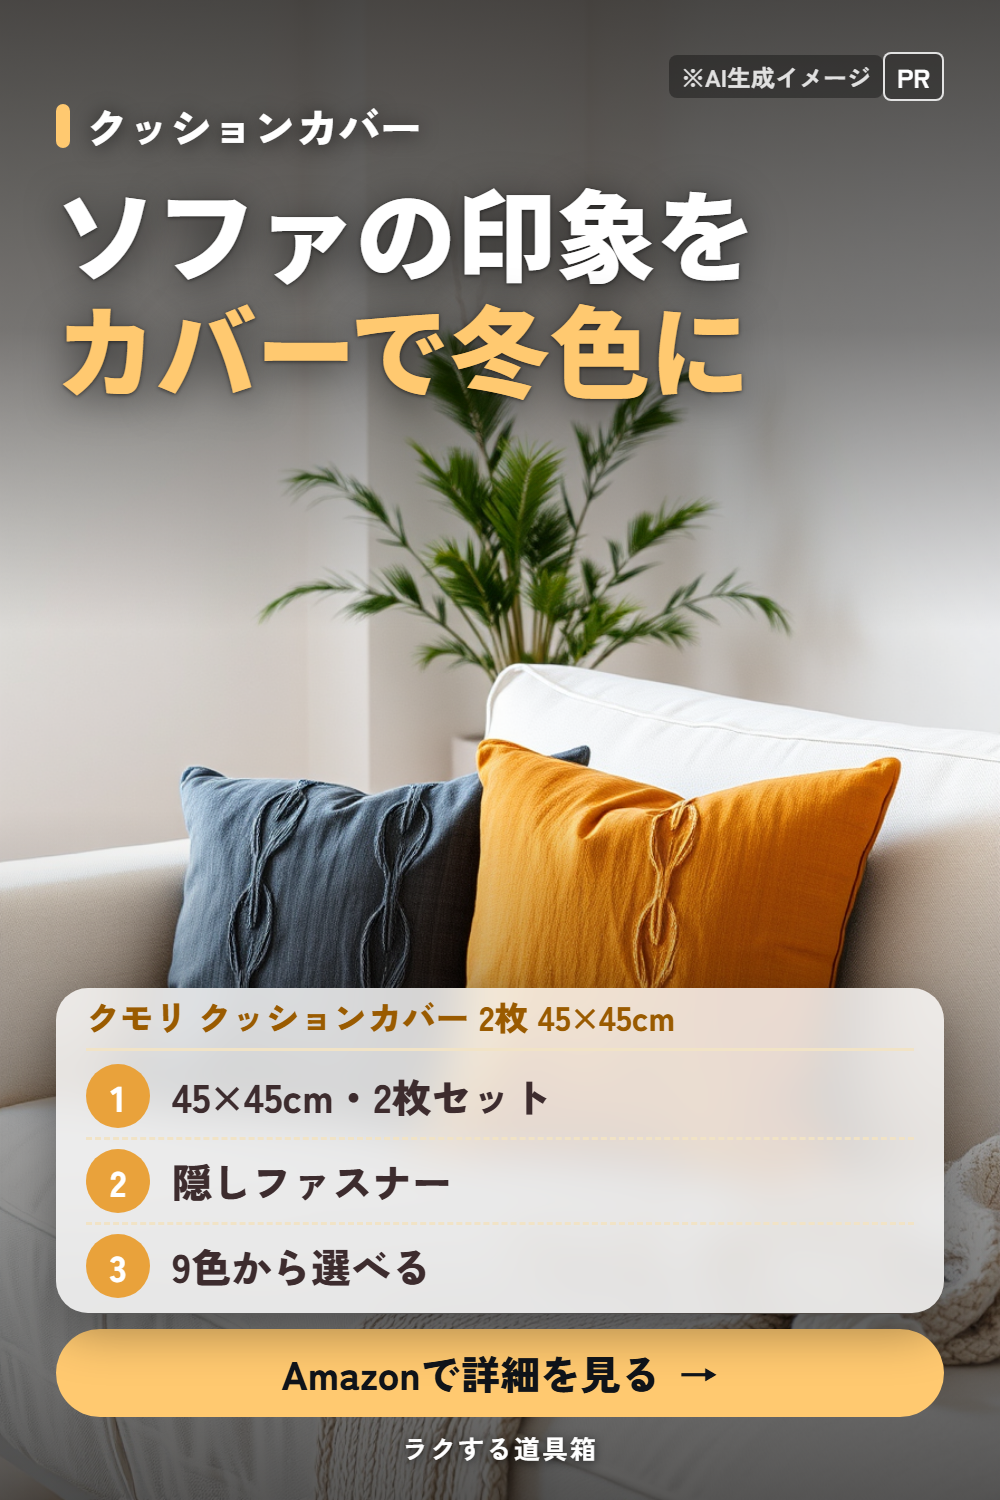 ※AI生成イメージ PR
クッションカバー
ソファの印象を
カバーで冬色に
クモリ クッションカバー 2枚 45×45cm
1 45×45cm・2枚セット
2 隠しファスナー
3 9色から選べる
Amazonで詳細を見る →
ラクする道具箱